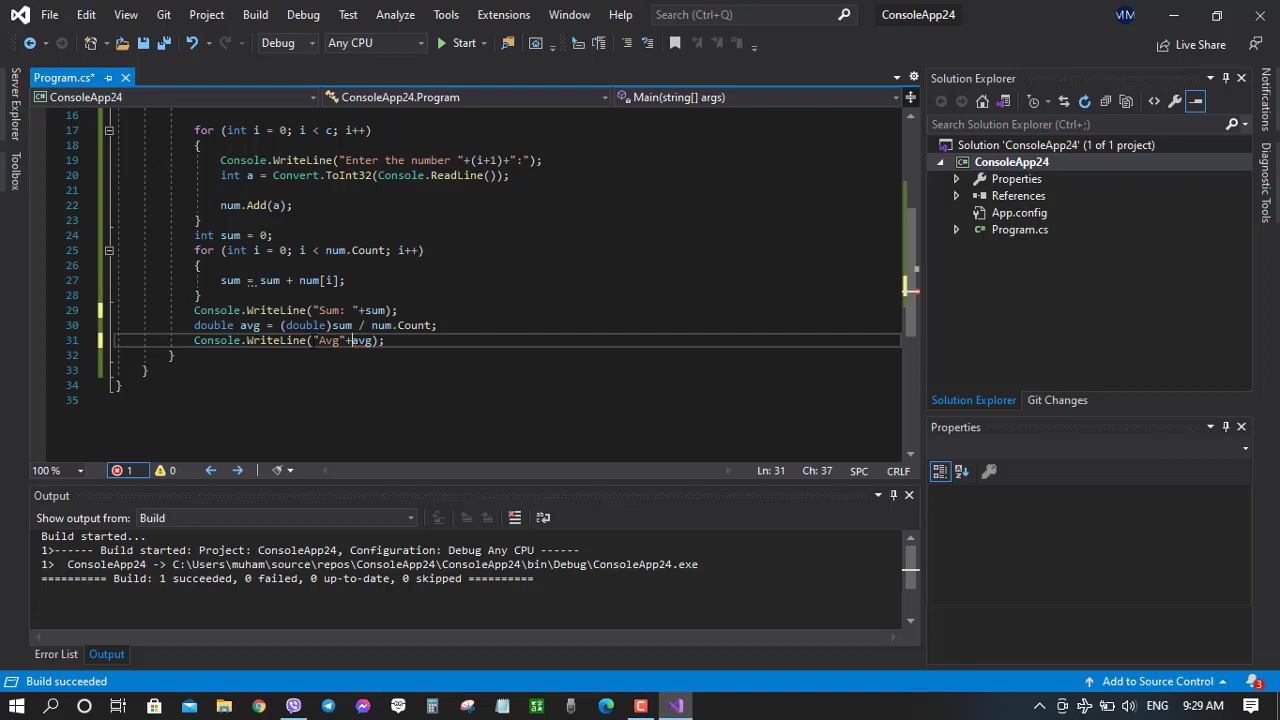 File Edit View Git Project Build Debug Test Analyze Tools Extensions Window Help Search (Ctrl+Q) ConsoleApp24 MM
Debug Any CPU Start Live Share
Program.cs*
ConsoleApp24 ConsoleApp24.Program Main(string[] args)
16
17 for (int i = 0; i < c; i++)
18 {
19 Console.WriteLine("Enter the number "+(i+1)+":");
20 int a = Convert.ToInt32(Console.ReadLine());
21
22 num.Add(a);
23 }
24 int sum = 0;
25 for (int i = 0; i < num.Count; i++)
26 {
27 sum = sum + num[i];
28 }
29 Console.WriteLine("Sum: "+sum);
30 double avg = (double)sum / num.Count;
31 Console.WriteLine("Avg"+avg);
32 }
33 }
34 }
35
100 % 1 0 Ln: 31 Ch: 37 SPC CRLF
Output
Show output from: Build
Build started...
1>------ Build started: Project: ConsoleApp24, Configuration: Debug Any CPU ------
1> ConsoleApp24 -> C:\Users\muham\source\repos\ConsoleApp24\ConsoleApp24\bin\Debug\ConsoleApp24.exe
========== Build: 1 succeeded, 0 failed, 0 up-to-date, 0 skipped ==========
Error List Output
Server Explorer
Toolbox
Solution Explorer
Search Solution Explorer (Ctrl+;)
Solution 'ConsoleApp24' (1 of 1 project)
ConsoleApp24
Properties
References
App.config
Program.cs
Solution Explorer Git Changes
Properties
Notifications
Diagnostic Tools
Build succeeded Add to Source Control 3
ENG 9:29 AM